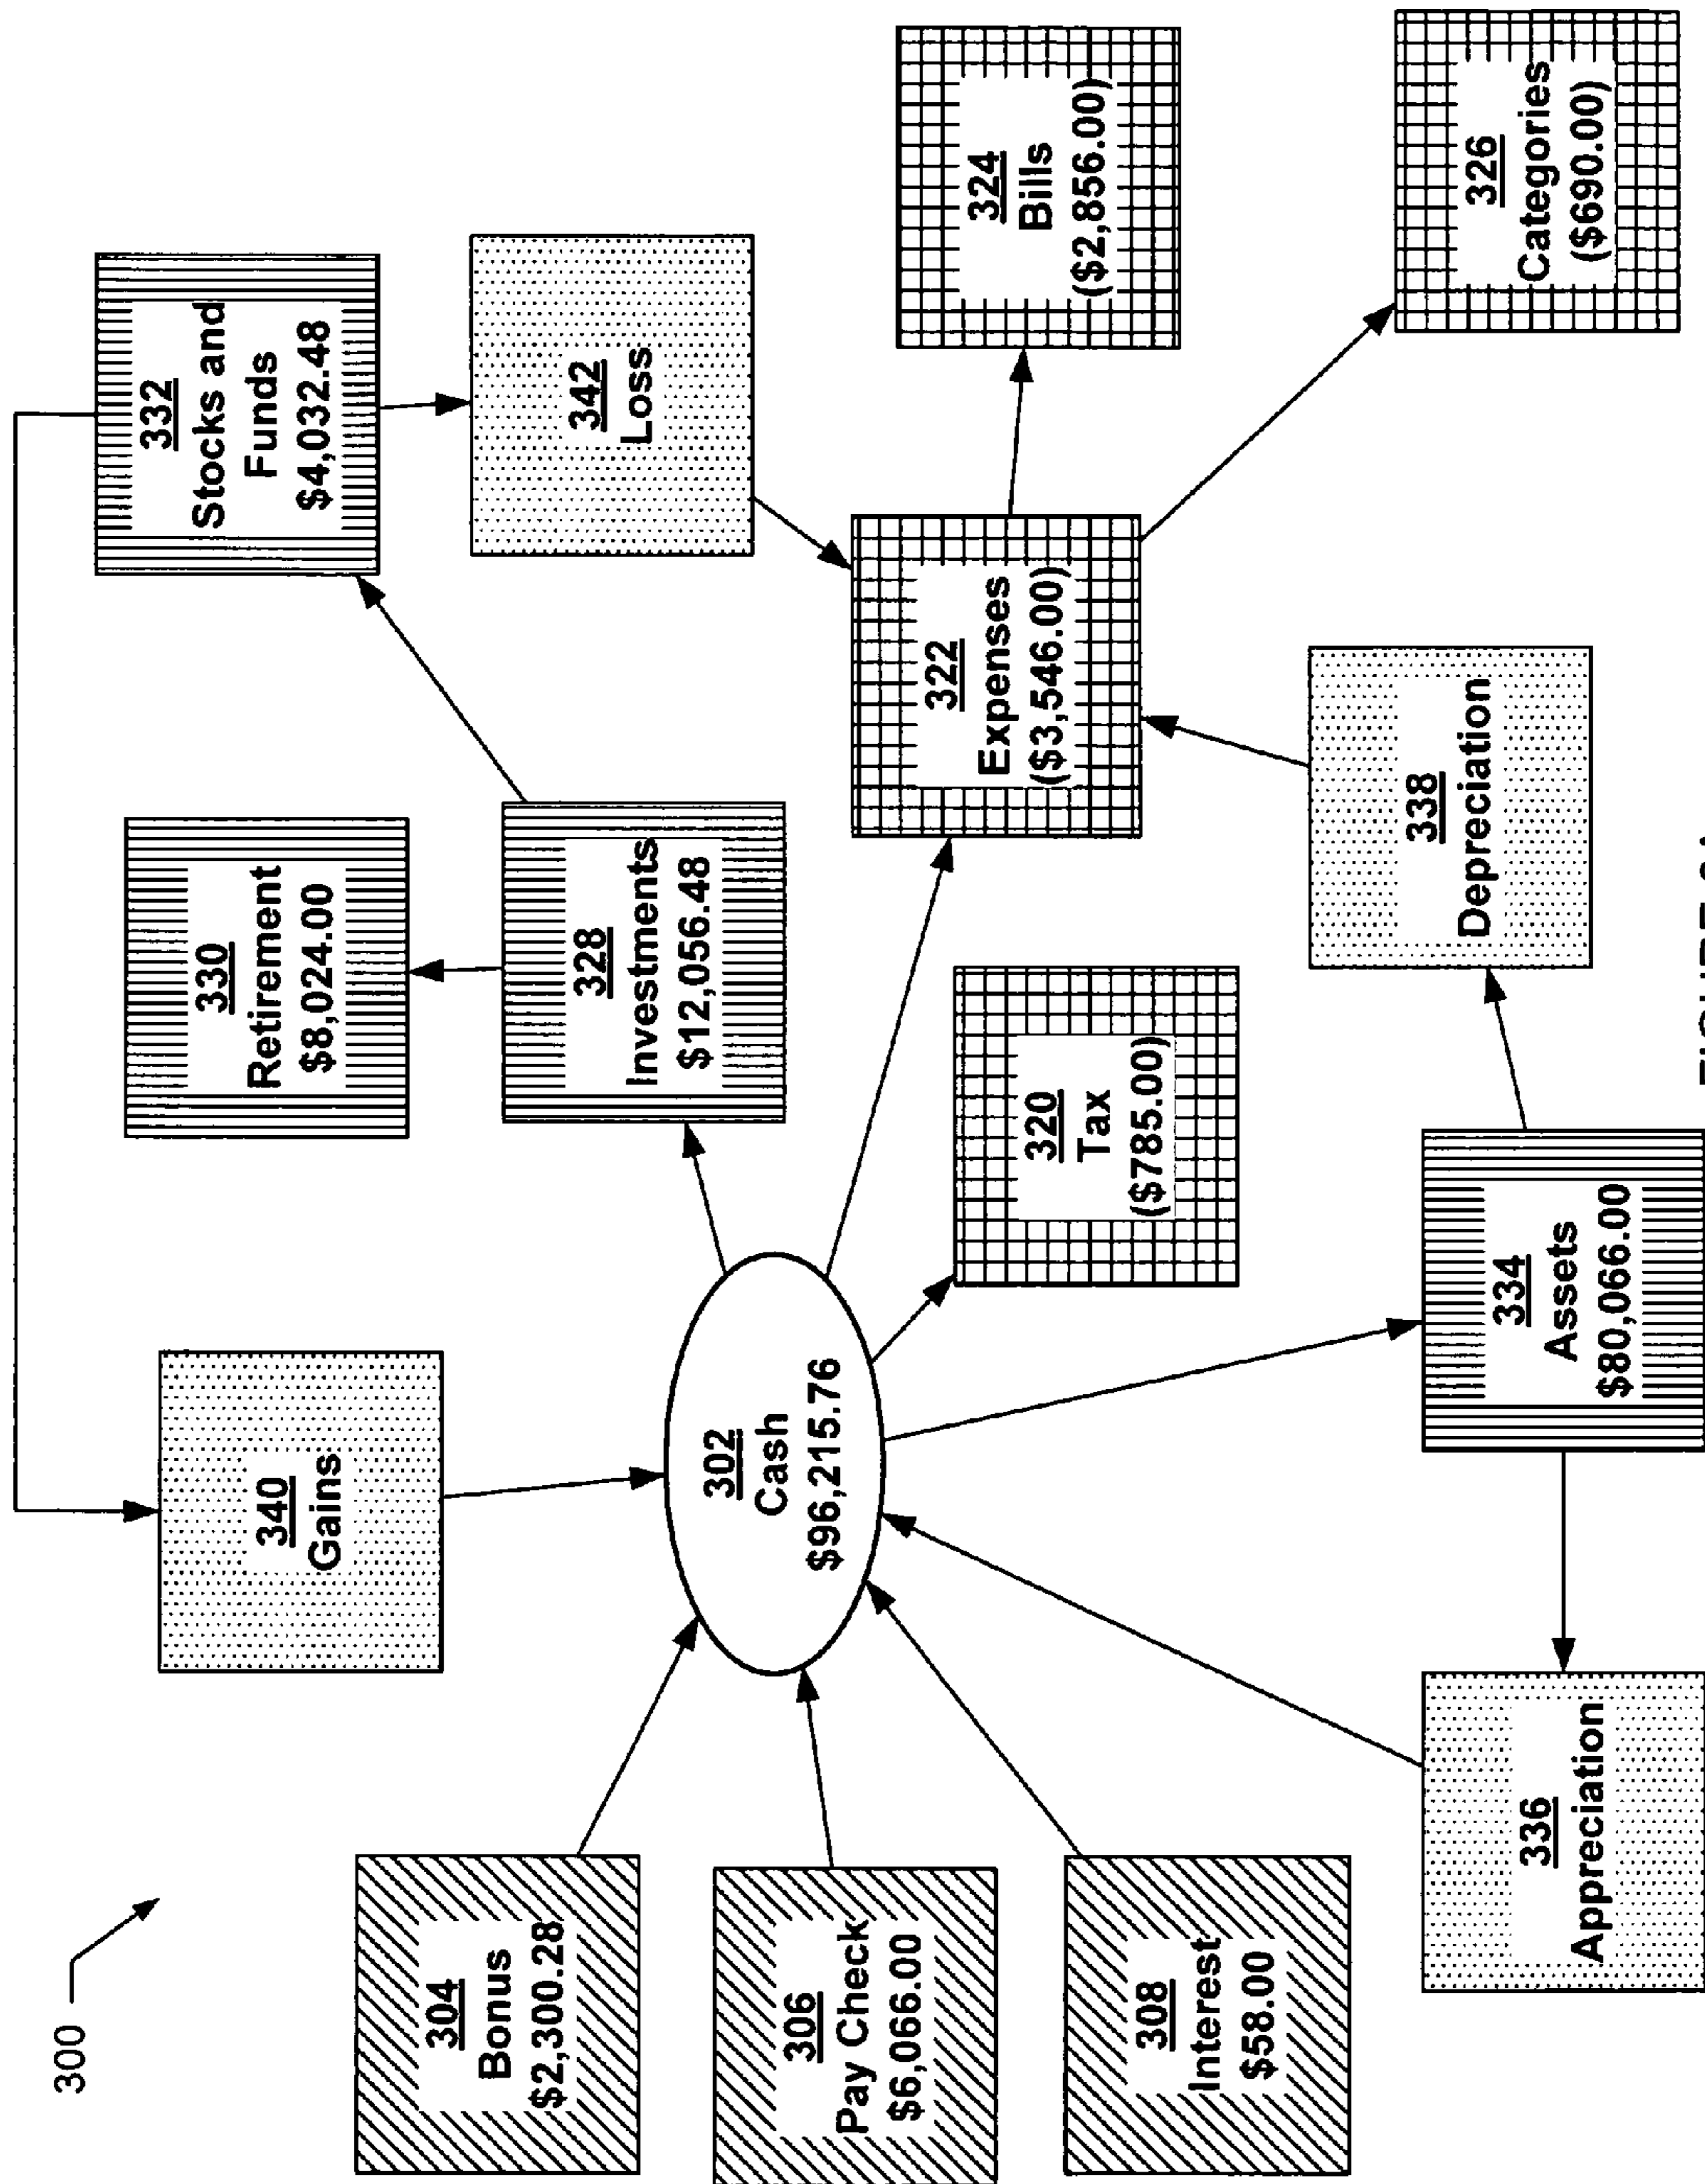 300
332
Stocks and
Funds
$4,032.48
330
Retirement
$8,024.00
340
Gains
304
Bonus
$2,300.28
342
Loss
328
Investments
$12,056.48
302
Cash
$96,215.76
306
Pay Check
$6,066.00
322
Expenses
($3,546.00)
324
Bills
($2,856.00)
320
Tax
($785.00)
308
Interest
$58.00
338
Depreciation
326
Categories
($690.00)
336
Appreciation
334
Assets
$80,066.00
FIGURE